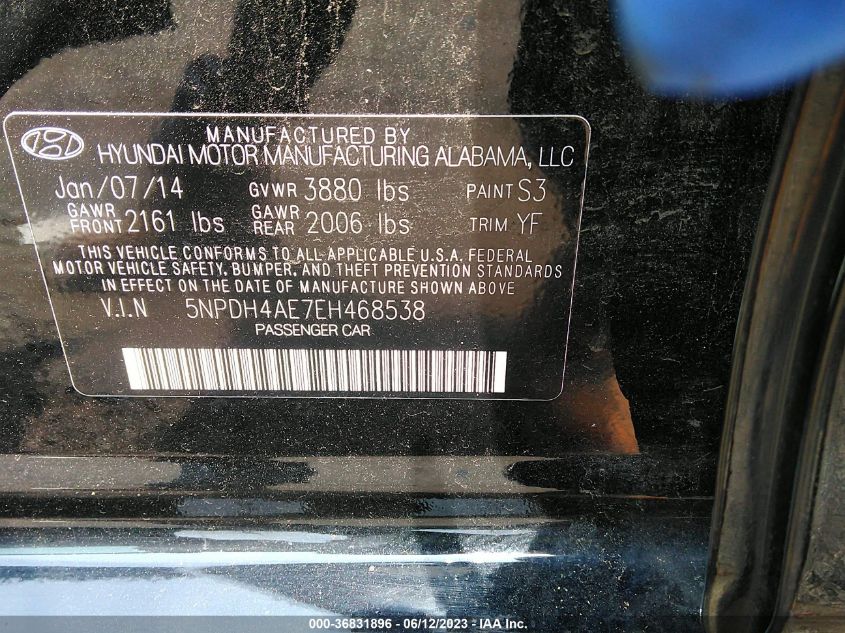 MANUFACTURED BY
HYUNDAI MOTOR MANUFACTURING ALABAMA, LLC
Jan/07/14 GVWR 3880 lbs PAINT S3
GAWR FRONT 2161 lbs GAWR REAR 2006 lbs TRIM YF
THIS VEHICLE CONFORMS TO ALL APPLICABLE U.S.A. FEDERAL
MOTOR VEHICLE SAFETY, BUMPER, AND THEFT PREVENTION STANDARDS
IN EFFECT ON THE DATE OF MANUFACTURE SHOWN ABOVE
V.I.N 5NPDH4AE7EH468538
PASSENGER CAR
000-36831896 - 06/12/2023 - IAA Inc.